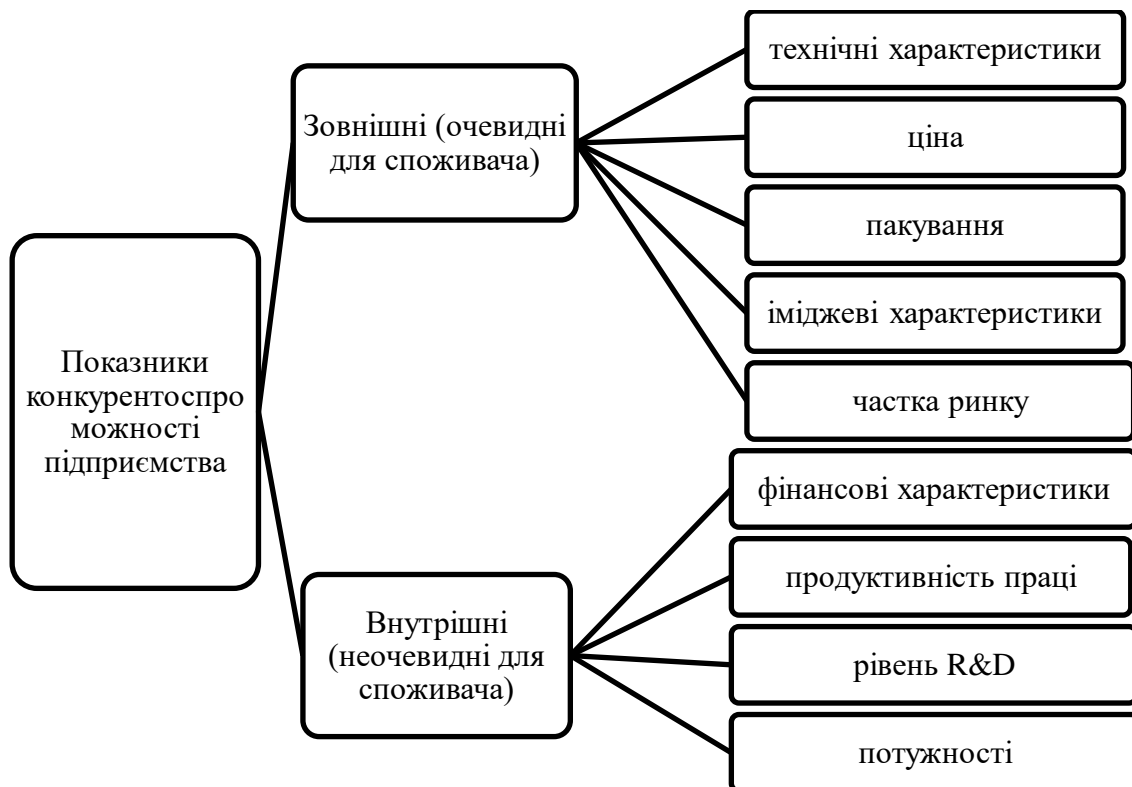 Показники
конкурентоспро
можності
підприємства
Зовнішні (очевидні
для споживача)
технічні характеристики
ціна
пакування
іміджеві характеристики
частка ринку
Внутрішні
(неочевидні для
споживача)
фінансові характеристики
продуктивність праці
рівень R&D
потужності